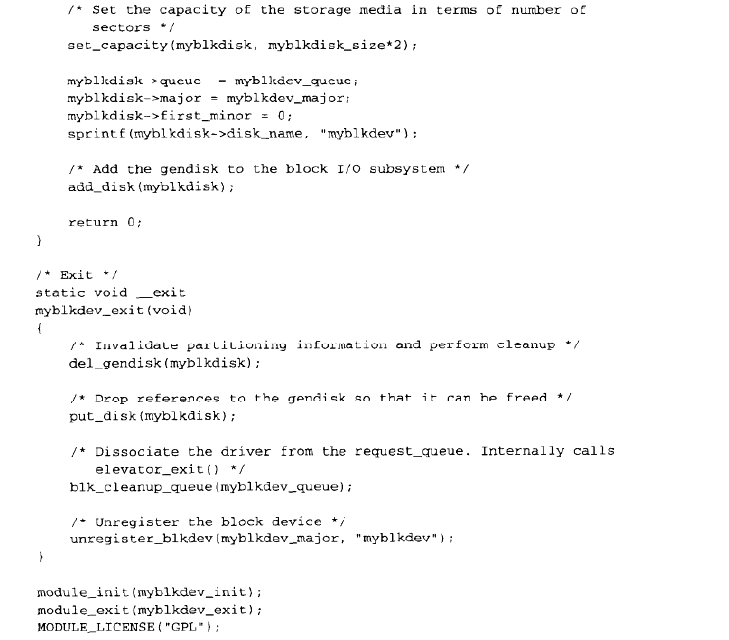 /* Set the capacity of the storage media in terms of number of
sectors */
set_capacity(myblkdisk, myblkdisk_size*2);
myblkdisk->queue = myblkdev_queue;
myblkdisk->major = myblkdev_major;
myblkdisk->first_minor = 0;
sprintf(myblkdisk->disk_name, "myblkdev");
/* Add the gendisk to the block I/O subsystem */
add_disk(myblkdisk);
return 0;
}
/* Exit */
static void __exit
myblkdev_exit(void)
{
/* Invalidate partitioning information and perform cleanup */
del_gendisk(myblkdisk);
/* Drop references to the gendisk so that it can be freed */
put_disk(myblkdisk);
/* Dissociate the driver from the request_queue. Internally calls
elevator_exit() */
blk_cleanup_queue(myblkdev_queue);
/* Unregister the block device */
unregister_blkdev(myblkdev_major, "myblkdev");
}
module_init(myblkdev_init);
module_exit(myblkdev_exit);
MODULE_LICENSE("GPL");